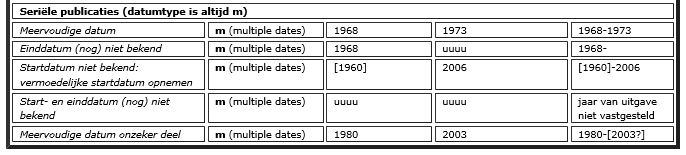 Seriële publicaties (datumtype is altijd m)
Meervoudige datum m (multiple dates) 1968 1973 1968-1973
Einddatum (nog) niet bekend m (multiple dates) 1968 uuuu 1968-
Startdatum niet bekend: m (multiple dates) [1960] 2006 [1960]-2006
vermoedelijke startdatum opnemen
Start- en einddatum (nog) niet m (multiple dates) uuuu uuuu jaar van uitgave
bekend niet vastgesteld
Meervoudige datum onzeker deel m (multiple dates) 1980 2003 1980-[2003?]